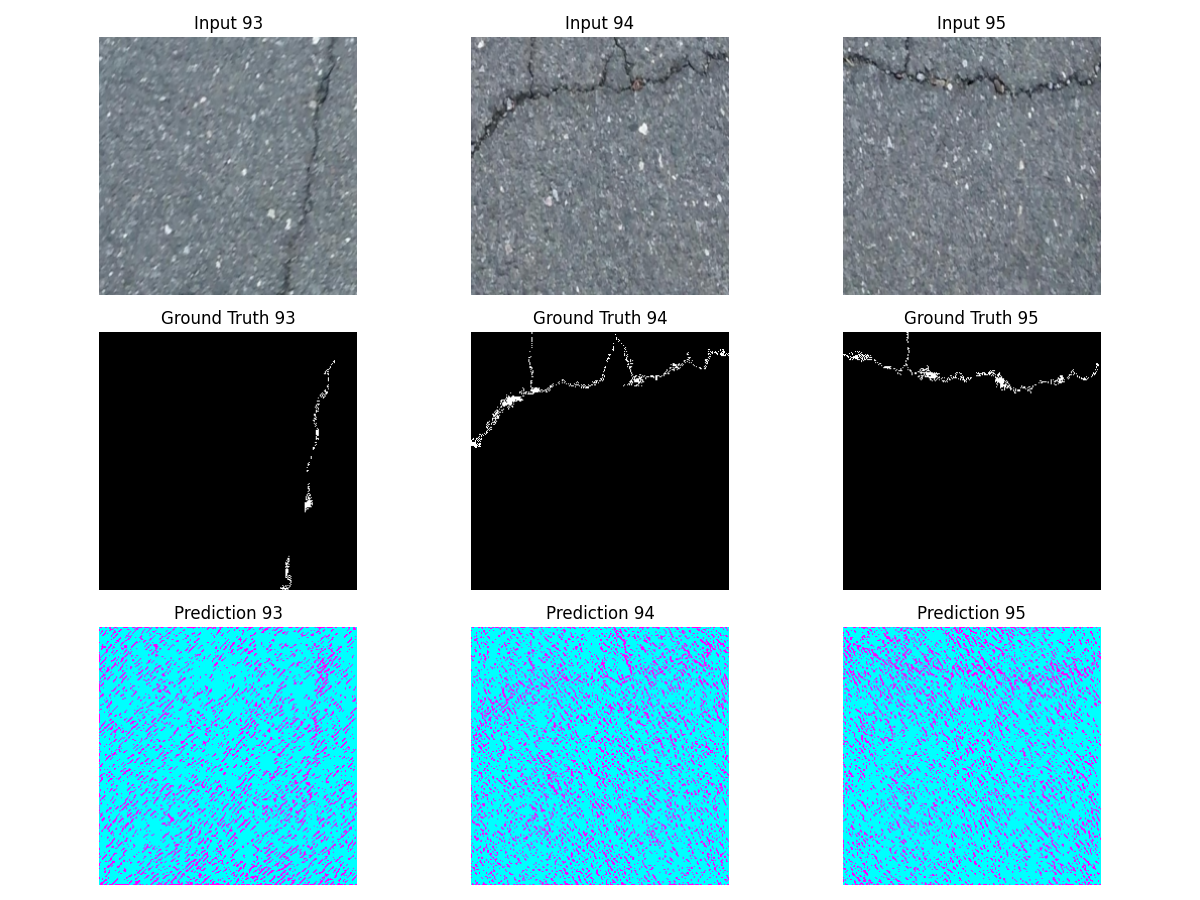 Input 93
Input 94
Input 95
Ground Truth 93
Ground Truth 94
Ground Truth 95
Prediction 93
Prediction 94
Prediction 95